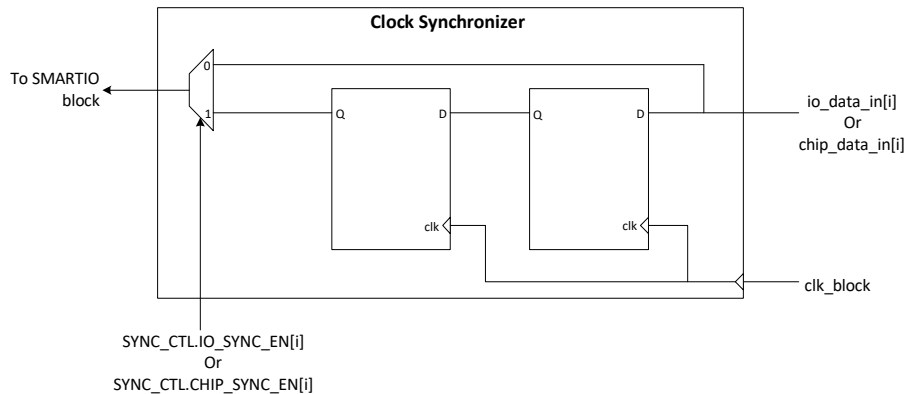 Clock Synchronizer
To SMARTIO
block
0
1
Q
D
Q
D
io_data_in[i]
Or
chip_data_in[i]
clk
clk
clk_block
SYNC_CTL.IO_SYNC_EN[i]
Or
SYNC_CTL.CHIP_SYNC_EN[i]